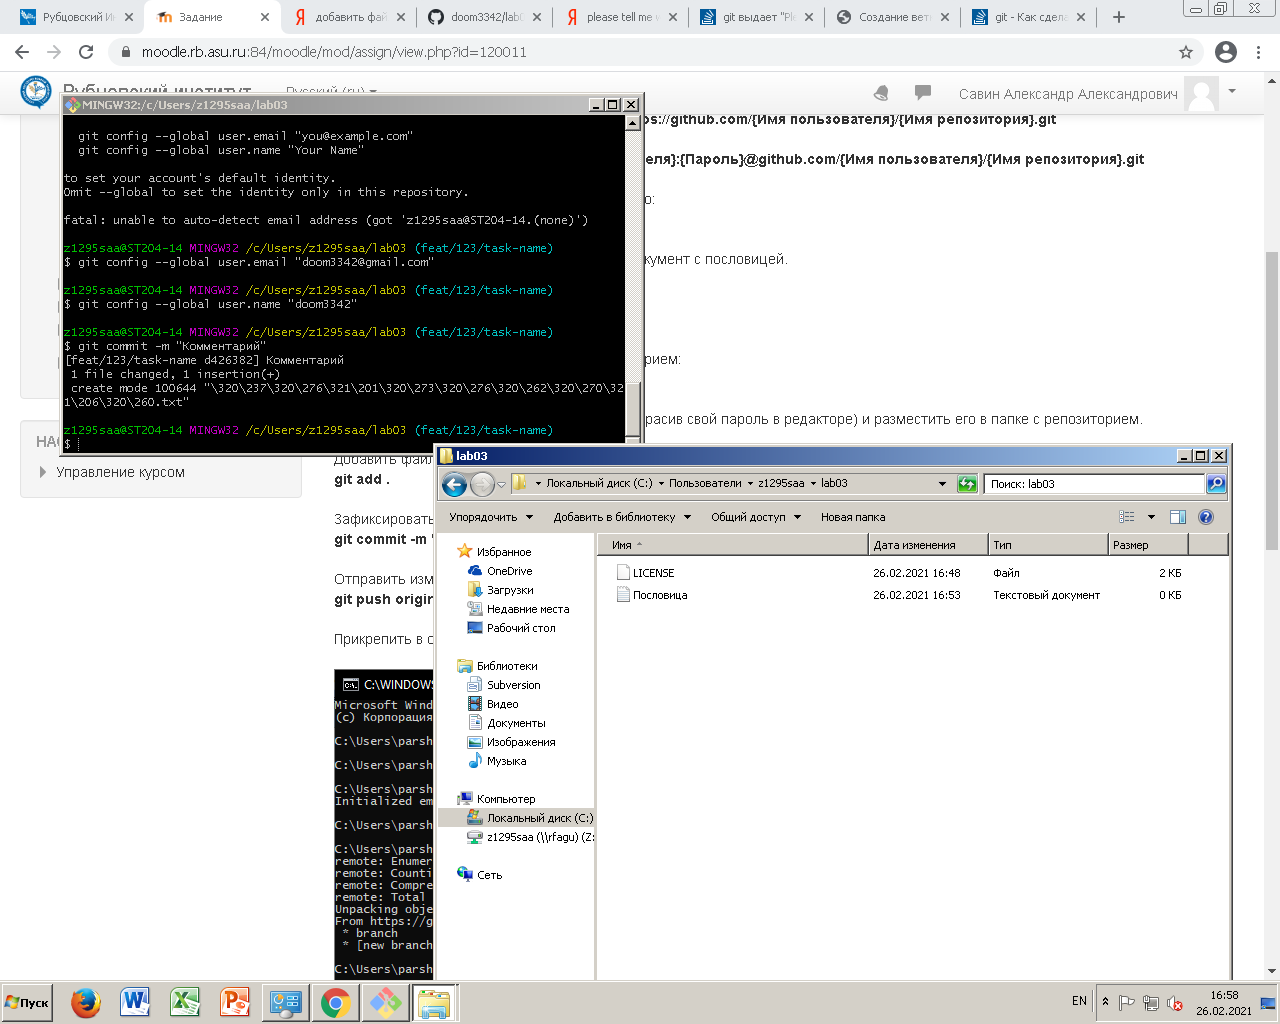 Рубцовский Ин
Задание
добавить фай
doom3342/lab0
please tell me w
git выдает "Ple
Создание вет
git - Как сдела
moodle.rb.asu.ru:84/moodle/mod/assign/view.php?id=120011
Рубцовский институт
Русский (ru)
Савин Александр Александрович
MINGW32:/c/Users/z1295saa/lab03
git config --global user.email "you@example.com"
git config --global user.name "Your Name"
to set your account's default identity.
Omit --global to set the identity only in this repository.
fatal: unable to auto-detect email address (got 'z1295saa@ST204-14.(none)')
z1295saa@ST204-14 MINGW32 /c/Users/z1295saa/lab03 (feat/123/task-name)
$ git config --global user.email "doom3342@gmail.com"
z1295saa@ST204-14 MINGW32 /c/Users/z1295saa/lab03 (feat/123/task-name)
$ git config --global user.name "doom3342"
z1295saa@ST204-14 MINGW32 /c/Users/z1295saa/lab03 (feat/123/task-name)
$ git commit -m "Комментарий"
[feat/123/task-name d426382] Комментарий
1 file changed, 1 insertion(+)
create mode 100644 "\320\237\320\276\321\201\320\273\320\276\320\262\320\270\32
1\206\320\260.txt"
z1295saa@ST204-14 MINGW32 /c/Users/z1295saa/lab03 (feat/123/task-name)
$
ps://github.com/{Имя пользователя}/{Имя репозитория}.git
теля}:{Пароль}@github.com/{Имя пользователя}/{Имя репозитория}.git
о:
кумент с пословицей.
рием:
расив свой пароль в редакторе) и разместить его в папке с репозиторием.
НАС
Управление курсом
Добавить файл
git add .
Зафиксировать
git commit -m "
Отправить изм
git push origin
Прикрепить в о
C:\WINDOWS
Microsoft Wind
(c) Корпорация
C:\Users\parsh
C:\Users\parsh
C:\Users\parsh
Initialized em
C:\Users\parsh
C:\Users\parsh
remote: Enumer
remote: Counti
remote: Compre
remote: Total
Unpacking obje
From https://g
* branch
* [new branch
C:\Users\parsh
lab03
Локальный диск (C:) Пользователи z1295saa lab03
Поиск: lab03
Упорядочить Добавить в библиотеку Общий доступ Новая папка
Избранное
OneDrive
Загрузки
Недавние места
Рабочий стол
Библиотеки
Subversion
Видео
Документы
Изображения
Музыка
Компьютер
Локальный диск (C:)
z1295saa (\\rfagu) (Z:
Сеть
Имя Дата изменения Тип Размер
LICENSE 26.02.2021 16:48 Файл 2 КБ
Пословица 26.02.2021 16:53 Текстовый документ 0 КБ
Пуск
EN
16:58
26.02.2021